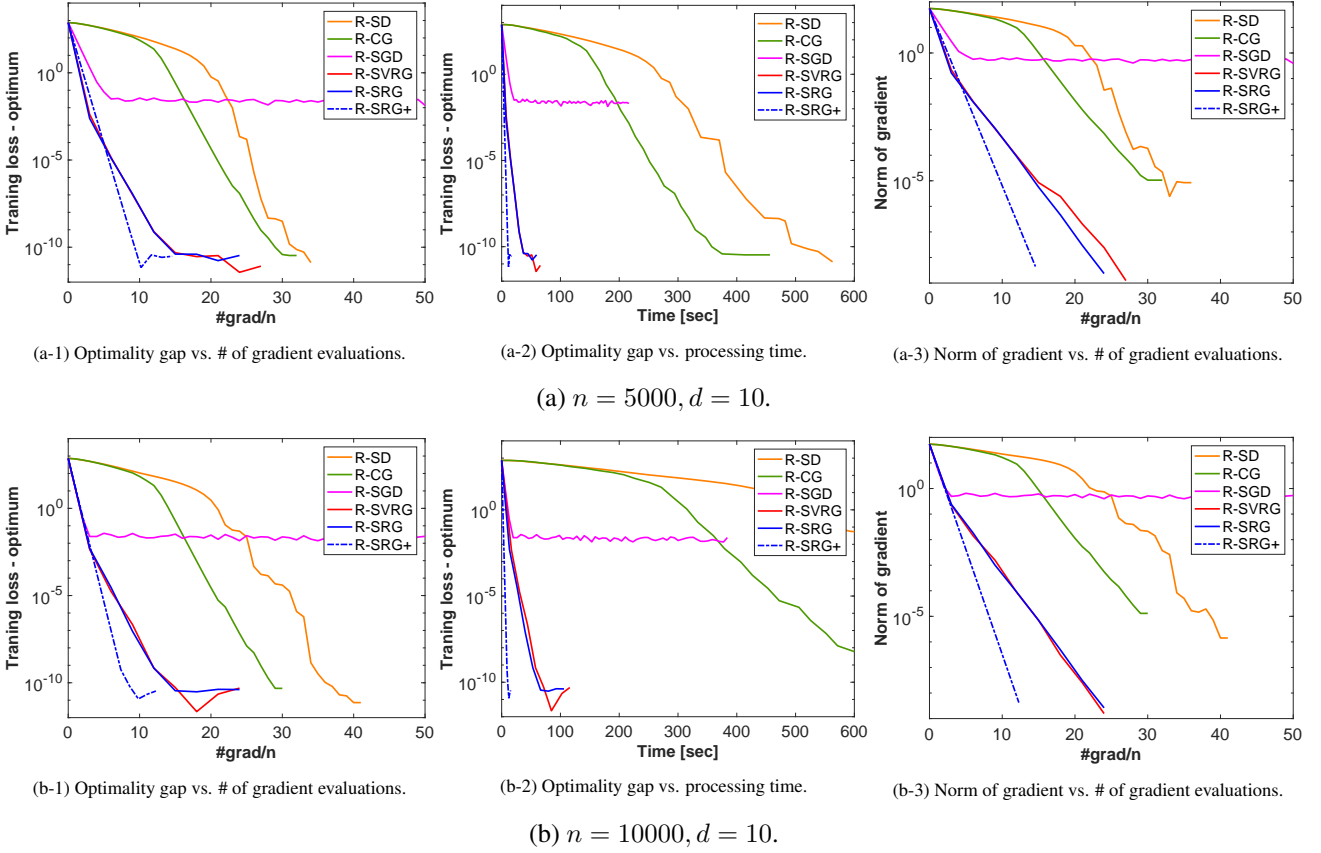 Traning loss - optimum
10^0
10^-5
10^-10
0 10 20 30 40 50
#grad/n
R-SD
R-CG
R-SGD
R-SVRG
R-SRG
R-SRG+
(a-1) Optimality gap vs. # of gradient evaluations.
Traning loss - optimum
10^0
10^-5
10^-10
0 100 200 300 400 500 600
Time [sec]
R-SD
R-CG
R-SGD
R-SVRG
R-SRG
R-SRG+
(a-2) Optimality gap vs. processing time.
Norm of gradient
10^0
10^-5
0 10 20 30 40 50
#grad/n
R-SD
R-CG
R-SGD
R-SVRG
R-SRG
R-SRG+
(a-3) Norm of gradient vs. # of gradient evaluations.
(a) n = 5000, d = 10.
Traning loss - optimum
10^0
10^-5
10^-10
0 10 20 30 40 50
#grad/n
R-SD
R-CG
R-SGD
R-SVRG
R-SRG
R-SRG+
(b-1) Optimality gap vs. # of gradient evaluations.
Traning loss - optimum
10^0
10^-5
10^-10
0 100 200 300 400 500 600
Time [sec]
R-SD
R-CG
R-SGD
R-SVRG
R-SRG
R-SRG+
(b-2) Optimality gap vs. processing time.
Norm of gradient
10^0
10^-5
0 10 20 30 40 50
#grad/n
R-SD
R-CG
R-SGD
R-SVRG
R-SRG
R-SRG+
(b-3) Norm of gradient vs. # of gradient evaluations.
(b) n = 10000, d = 10.